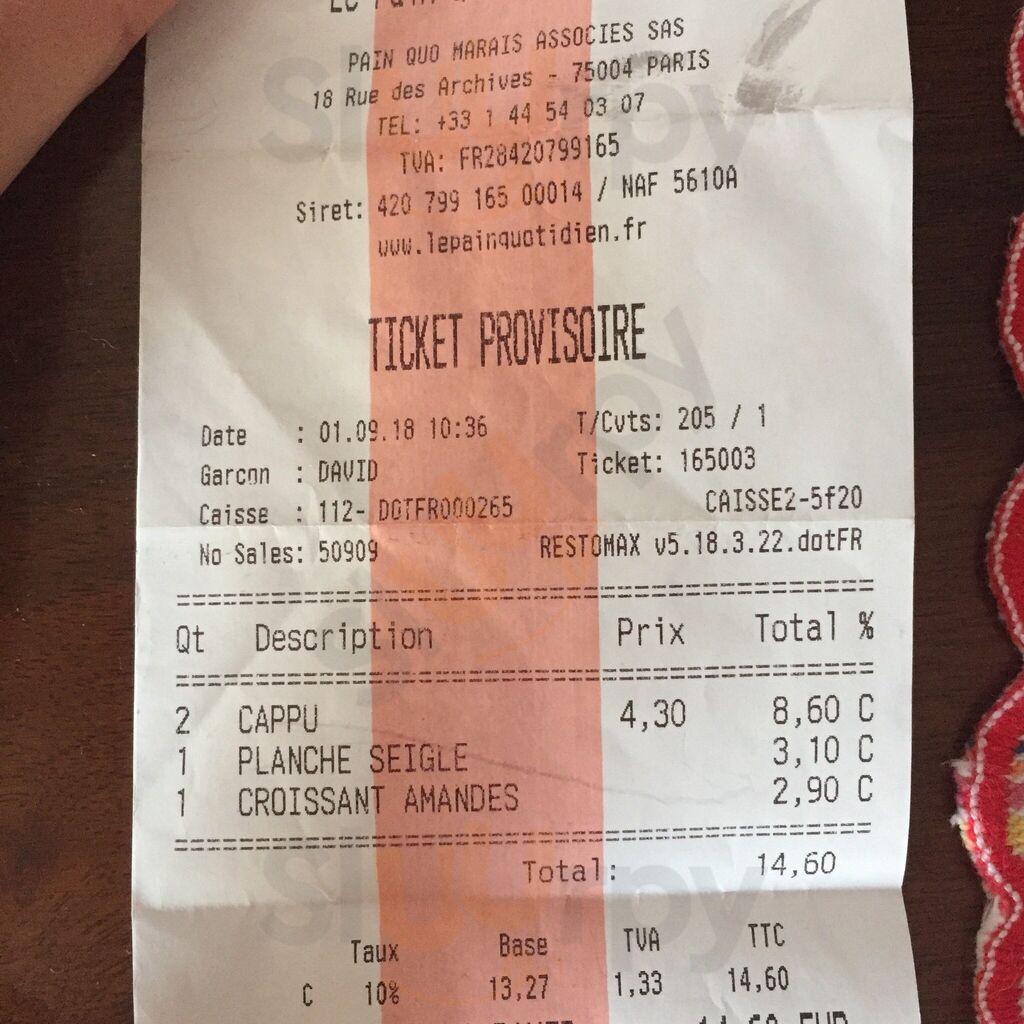 PAIN QUO MARAIS ASSOCIES SAS
18 Rue des Archives - 75004 PARIS
TEL: +33 1 44 54 03 07
TVA: FR28420799165
Siret: 420 799 165 00014 / NAF 5610A
www.lepainquotidien.fr
TICKET PROVISOIRE
Date : 01.09.18 10:36 T/Cvts: 205 / 1
Garcon : DAVID Ticket: 165003
Caisse : 112- DOTFR000265 CAISSE2-5f20
No Sales: 50909 RESTOMAX v5.18.3.22.dotFR
Qt Description Prix Total %
2 CAPPU 4,30 8,60 C
1 PLANCHE SEIGLE 3,10 C
1 CROISSANT AMANDES 2,90 C
Total: 14,60
Taux Base TVA TTC
C 10% 13,27 1,33 14,60